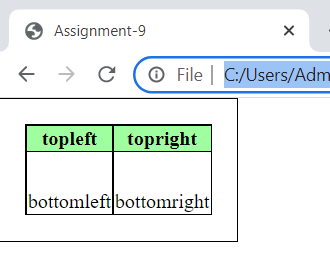 Assignment-9
File C:/Users/Adm
topleft topright
bottomleft bottomright